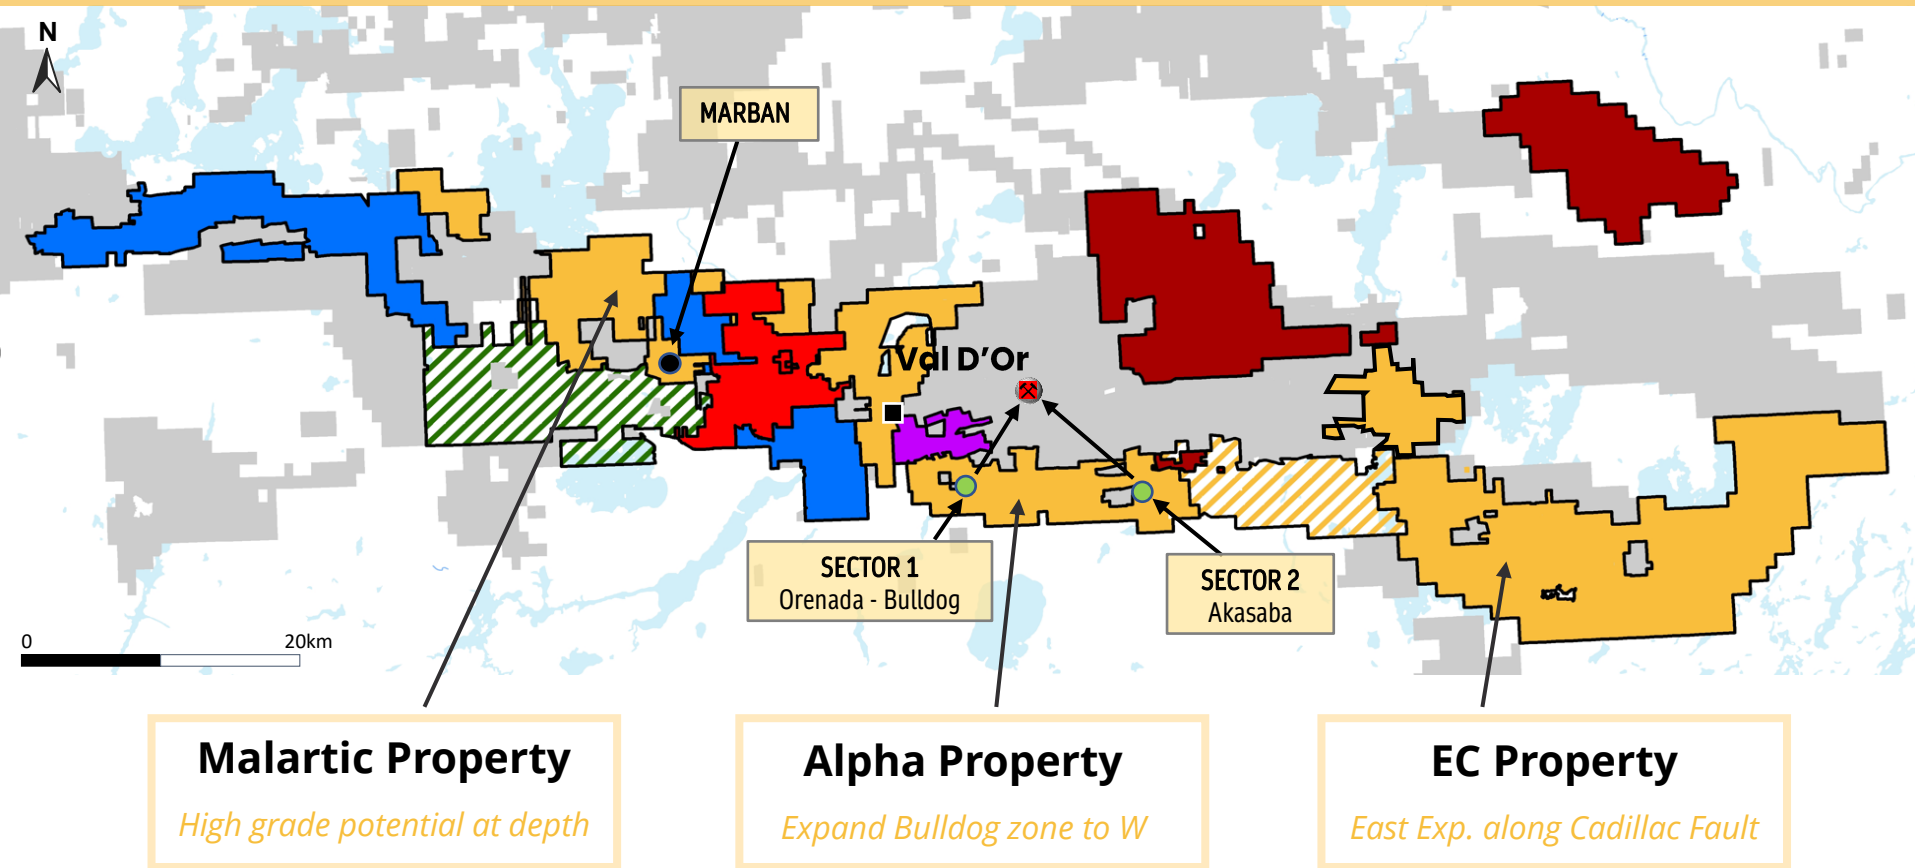 N
MARBAN
Val D'Or
SECTOR 1
Orenada - Bulldog
SECTOR 2
Akasaba
0 20km
Malartic Property
High grade potential at depth
Alpha Property
Expand Bulldog zone to W
EC Property
East Exp. along Cadillac Fault